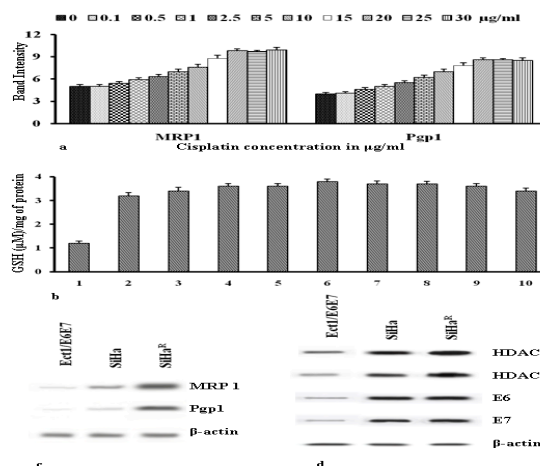 0 0.1 0.5 1 2.5 5 10 15 20 25 30 µg/ml
Band Intensity
12
9
6
3
MRP1 Pgp1
a Cisplatin concentration in µg/ml
GSH (µM)/mg of protein
4
3
2
1
0
1 2 3 4 5 6 7 8 9 10
b
Ect1/E6E7 SiHa SiHaR
MRP 1
Pgp1
β-actin
c
Ect1/E6E7 SiHa SiHaR
HDAC
HDAC
E6
E7
β-actin
d